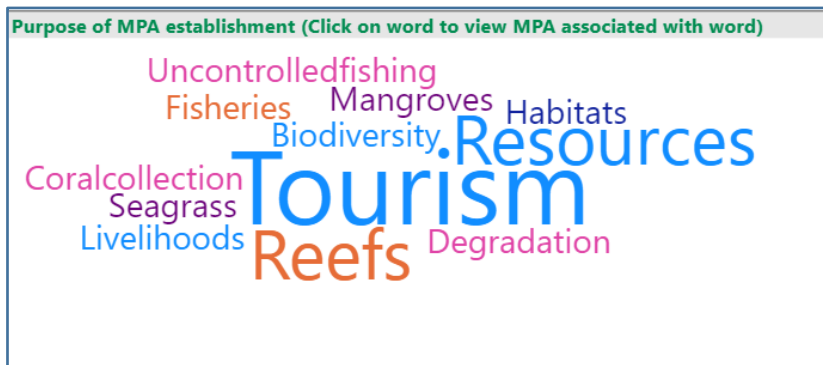 Purpose of MPA establishment (Click on word to view MPA associated with word)
Uncontrolledfishing
Fisheries
Mangroves
Habitats
Biodiversity
Resources
Coralcollection
Tourism
Seagrass
Livelihoods
Reefs
Degradation